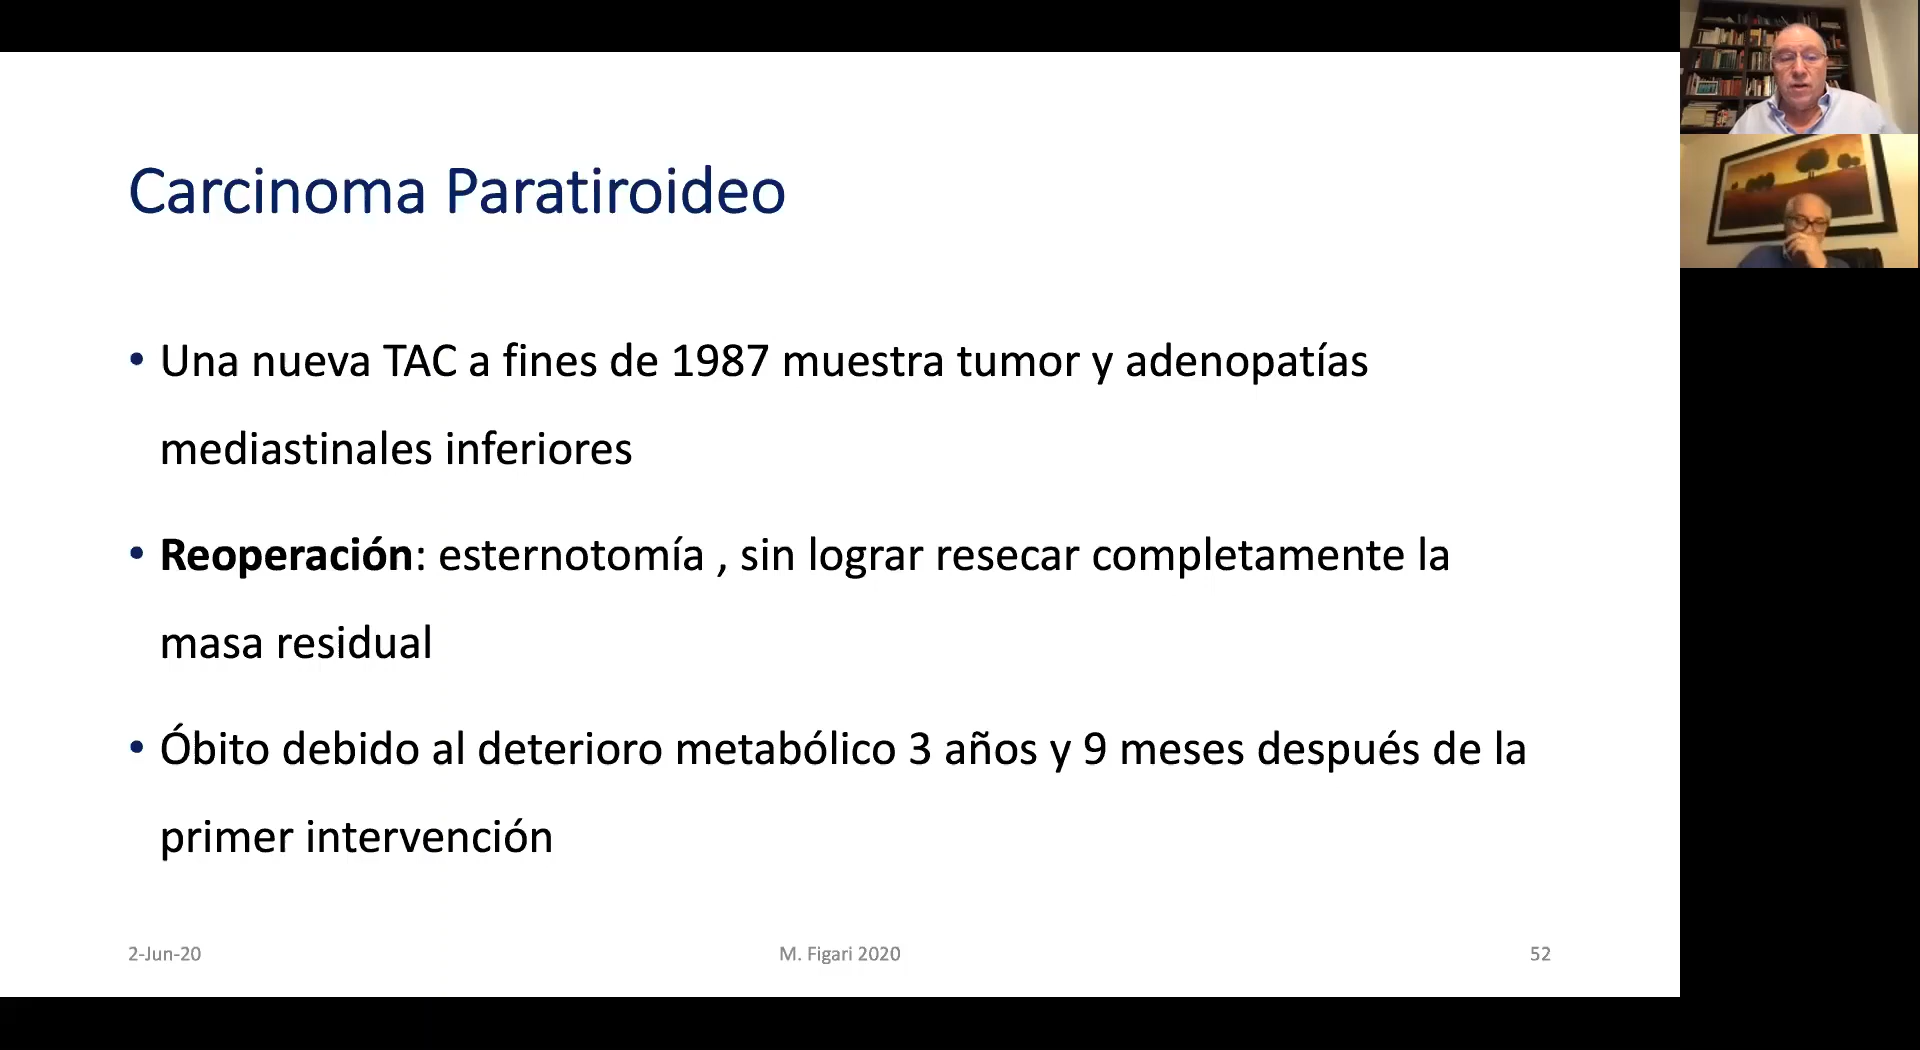 Carcinoma Paratiroideo
• Una nueva TAC a fines de 1987 muestra tumor y adenopatías
mediastinales inferiores
• Reoperación: esternotomía , sin lograr resecar completamente la
masa residual
• Óbito debido al deterioro metabólico 3 años y 9 meses después de la
primer intervención
2-Jun-20
M. Figari 2020
52